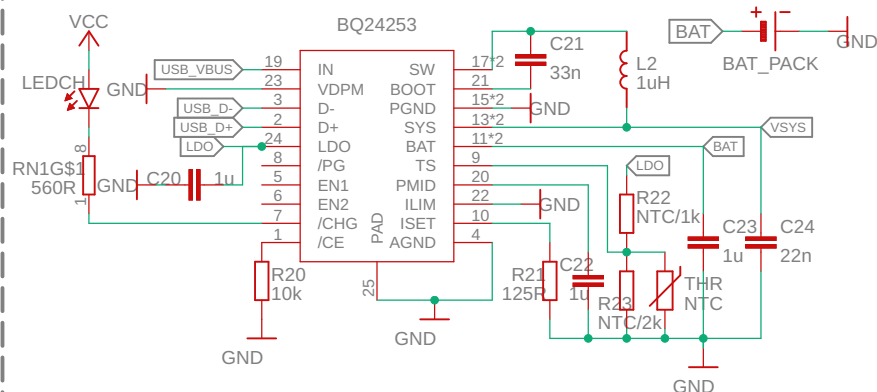 VCC
BQ24253
LEDCH
RN1G$1
560R
8
1
USB_VBUS
GND
USB_D-
USB_D+
LDO
GND
C20
1u
19
23
3
2
24
8
5
6
7
1
IN
VDPM
D-
D+
LDO
/PG
EN1
EN2
/CHG
/CE
PAD
25
SW
BOOT
PGND
SYS
BAT
TS
PMID
ILIM
ISET
AGND
17*2
21
15*2
13*2
11*2
9
20
22
10
4
R20
10k
GND
GND
C21
33n
GND
L2
1uH
BAT
+
-
BAT_PACK
GND
VSYS
BAT
LDO
GND
R22
NTC/1k
R21
125R
C22
1u
R23
NTC/2k
THR
NTC
C23
1u
C24
22n
GND